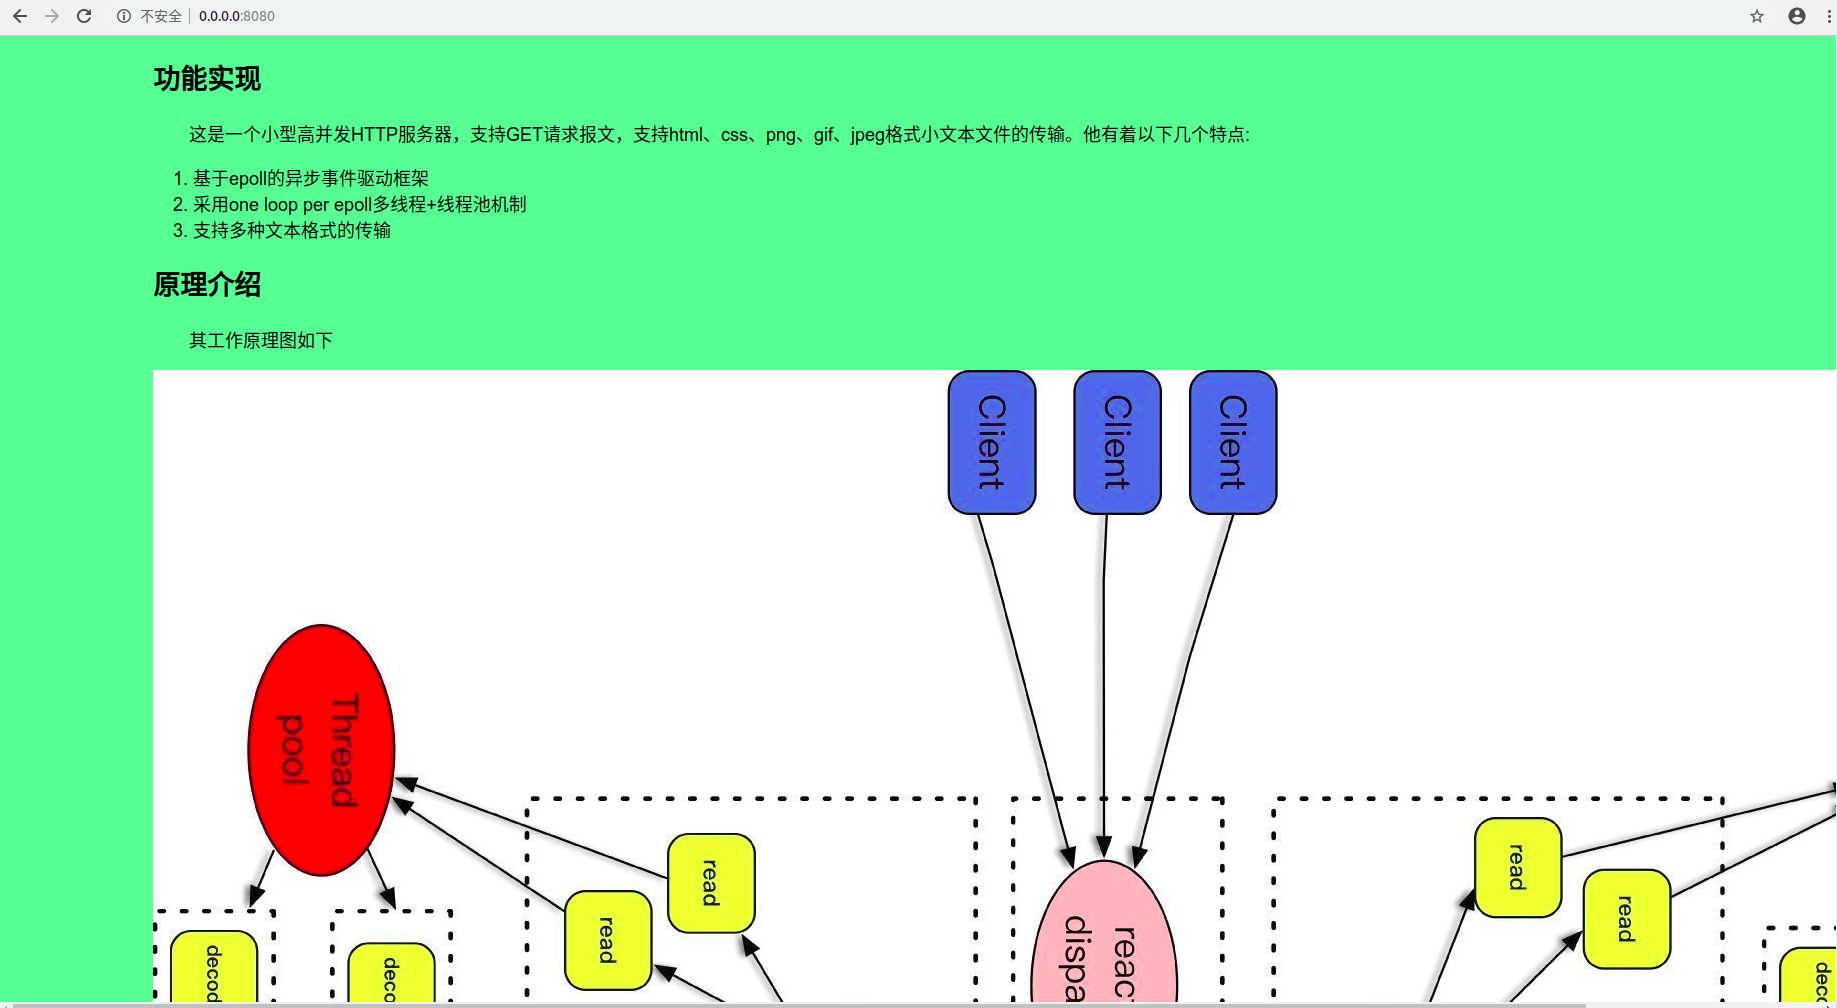 不安全 0.0.0.0:8080
功能实现
这是一个小型高并发HTTP服务器，支持GET请求报文，支持html、css、png、gif、jpeg格式小文本文件的传输。他有着以下几个特点:
1. 基于epoll的异步事件驱动框架
2. 采用one loop per epoll多线程+线程池机制
3. 支持多种文本格式的传输
原理介绍
其工作原理图如下
Client
Client
Client
Thread
pool
read
read
read
read
reac
dispa
decod
deco
deco